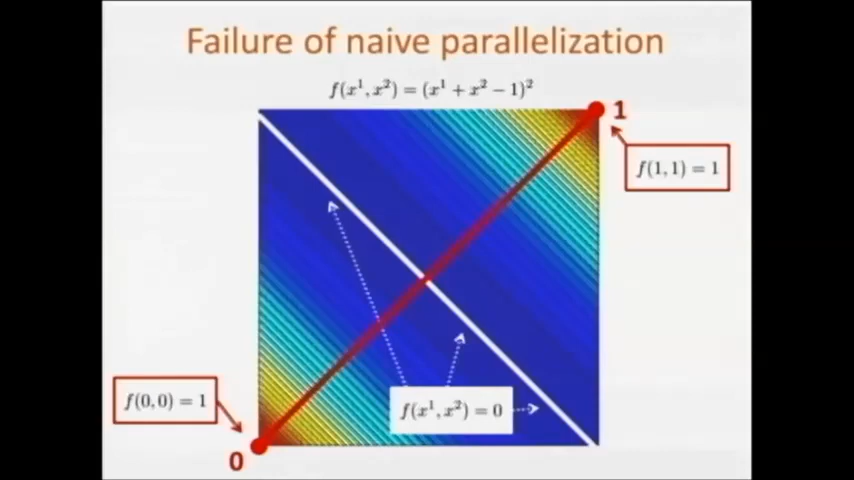 Failure of naive parallelization
f(x¹, x²) = (x¹ + x² − 1)²
1
f(1, 1) = 1
f(0, 0) = 1
f(x¹, x²) = 0
0